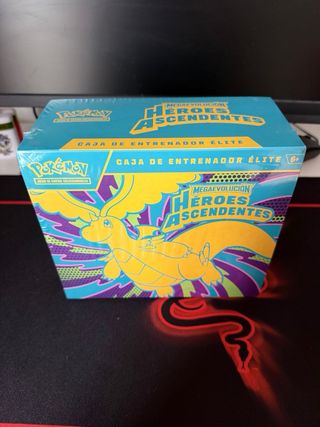 POKÉMON
MEGAEVOLUCIÓN
HÉROES
ASCENDENTES
CAJA DE ENTRENADOR ÉLITE
POKÉMON
JUEGO DE CARTAS COLECCIONABLES
CAJA DE ENTRENADOR ÉLITE
6+
MEGAEVOLUCIÓN
HÉROES
ASCENDENTES